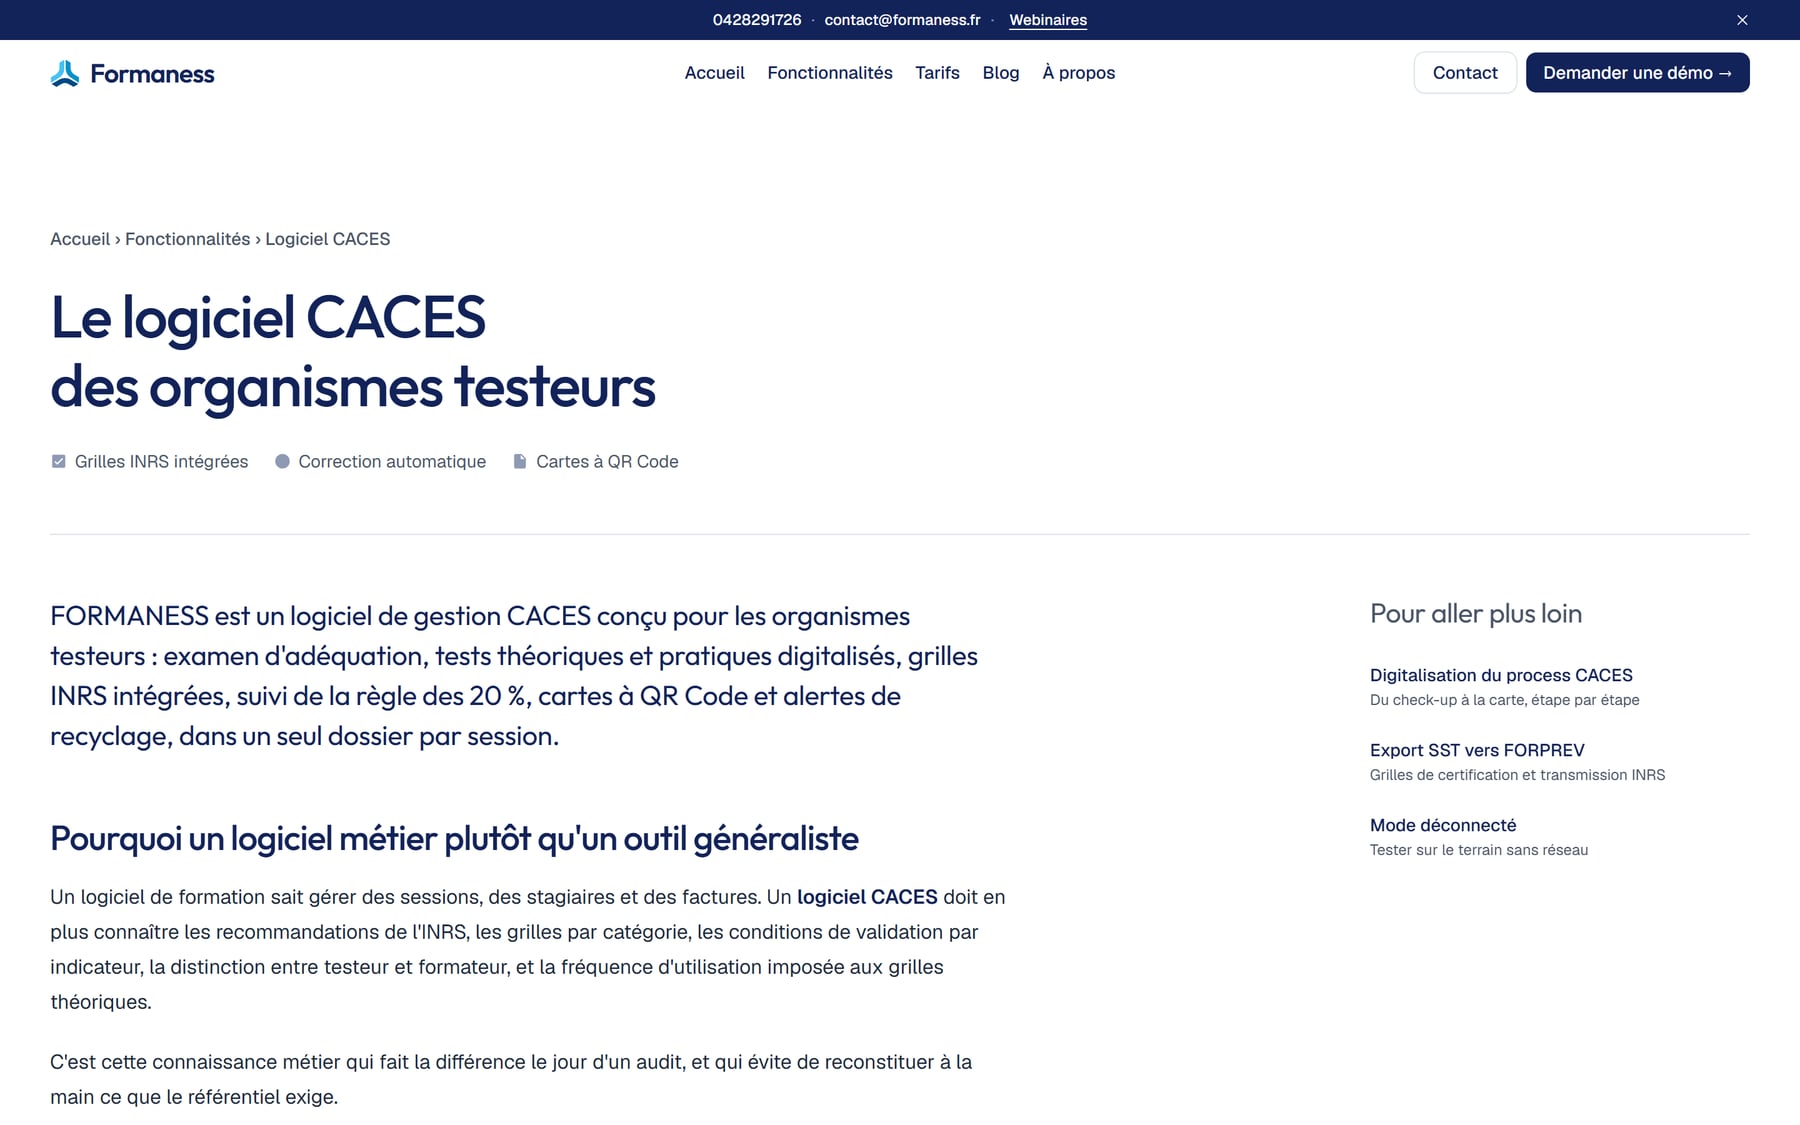 0428291726 · contact@formaness.fr · Webinaires
Formaness
Accueil Fonctionnalités Tarifs Blog À propos
Contact Demander une démo →
Accueil › Fonctionnalités › Logiciel CACES
Le logiciel CACES
des organismes testeurs
Grilles INRS intégrées Correction automatique Cartes à QR Code
FORMANESS est un logiciel de gestion CACES conçu pour les organismes
testeurs : examen d'adéquation, tests théoriques et pratiques digitalisés, grilles
INRS intégrées, suivi de la règle des 20 %, cartes à QR Code et alertes de
recyclage, dans un seul dossier par session.
Pourquoi un logiciel métier plutôt qu'un outil généraliste
Un logiciel de formation sait gérer des sessions, des stagiaires et des factures. Un logiciel CACES doit en
plus connaître les recommandations de l'INRS, les grilles par catégorie, les conditions de validation par
indicateur, la distinction entre testeur et formateur, et la fréquence d'utilisation imposée aux grilles
théoriques.
C'est cette connaissance métier qui fait la différence le jour d'un audit, et qui évite de reconstituer à la
main ce que le référentiel exige.
Pour aller plus loin
Digitalisation du process CACES
Du check-up à la carte, étape par étape
Export SST vers FORPREV
Grilles de certification et transmission INRS
Mode déconnecté
Tester sur le terrain sans réseau